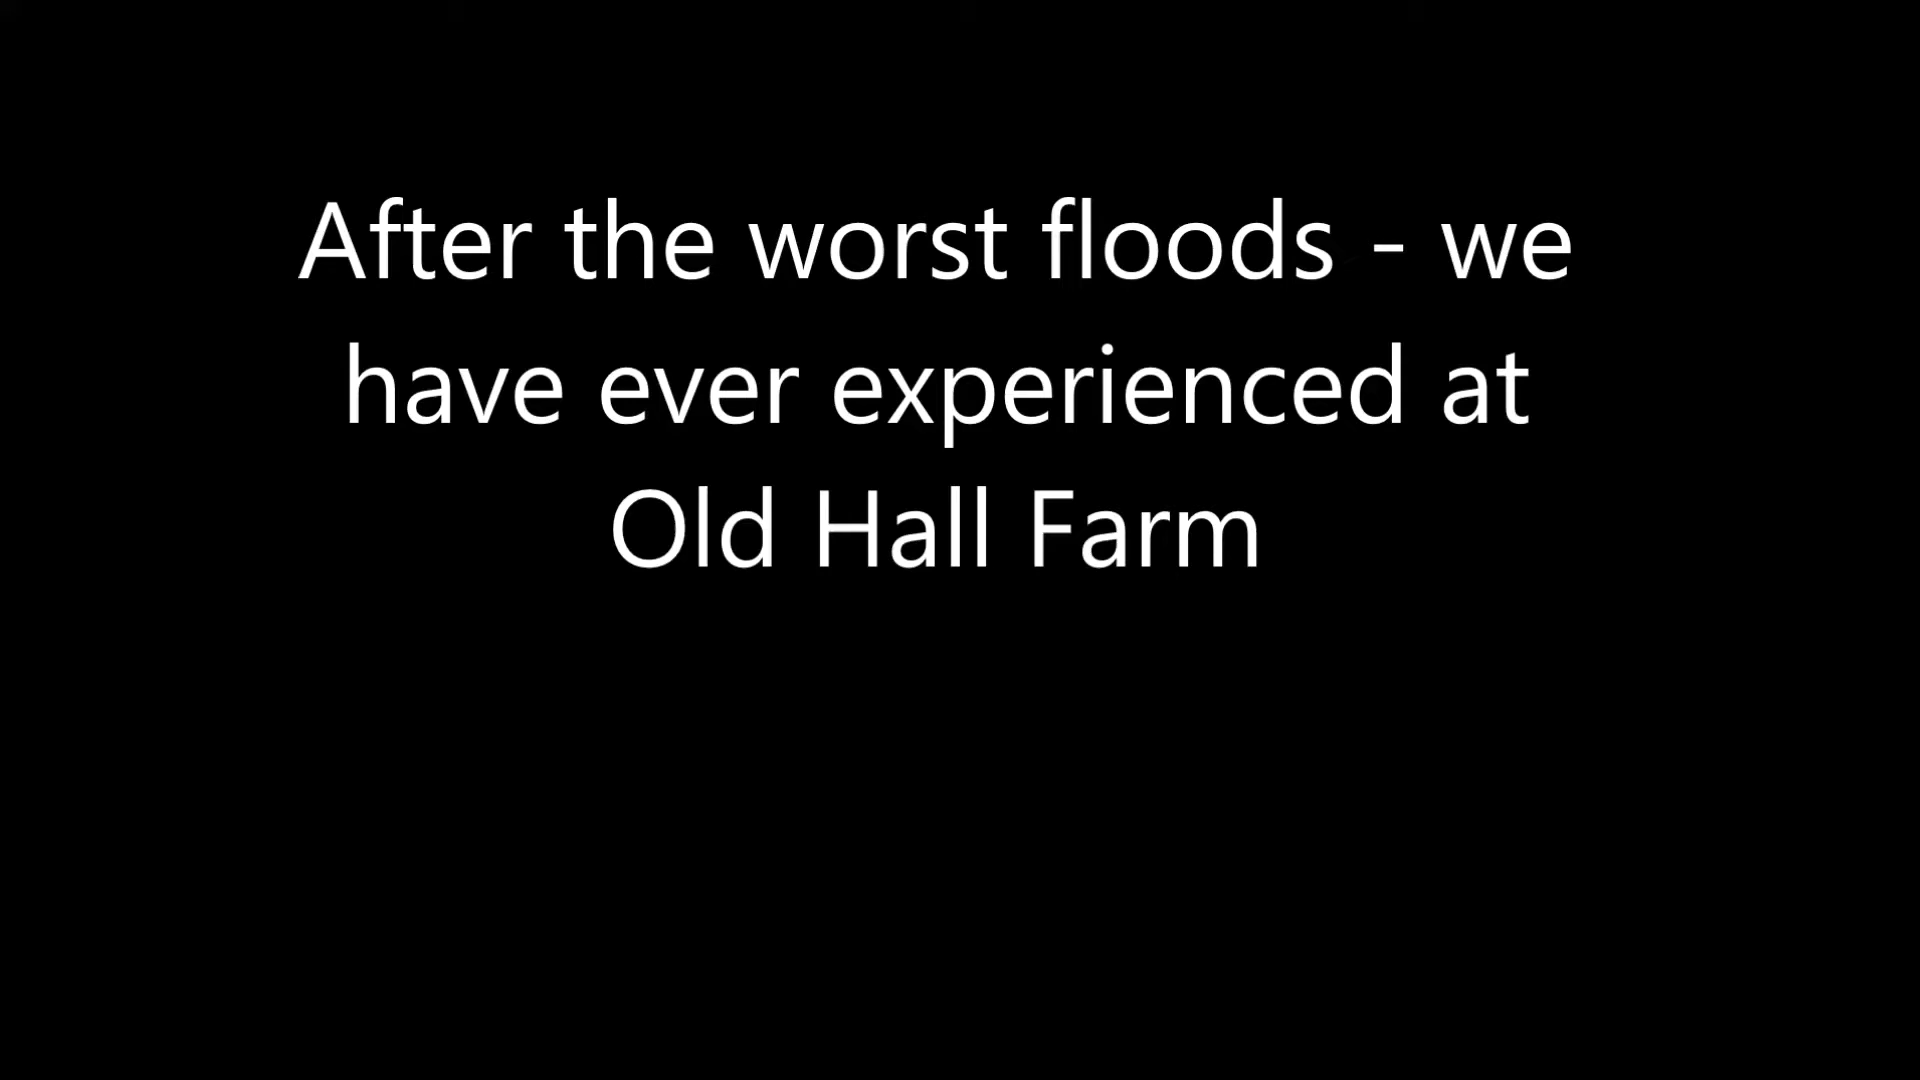 After the worst floods - we
have ever experienced at
Old Hall Farm